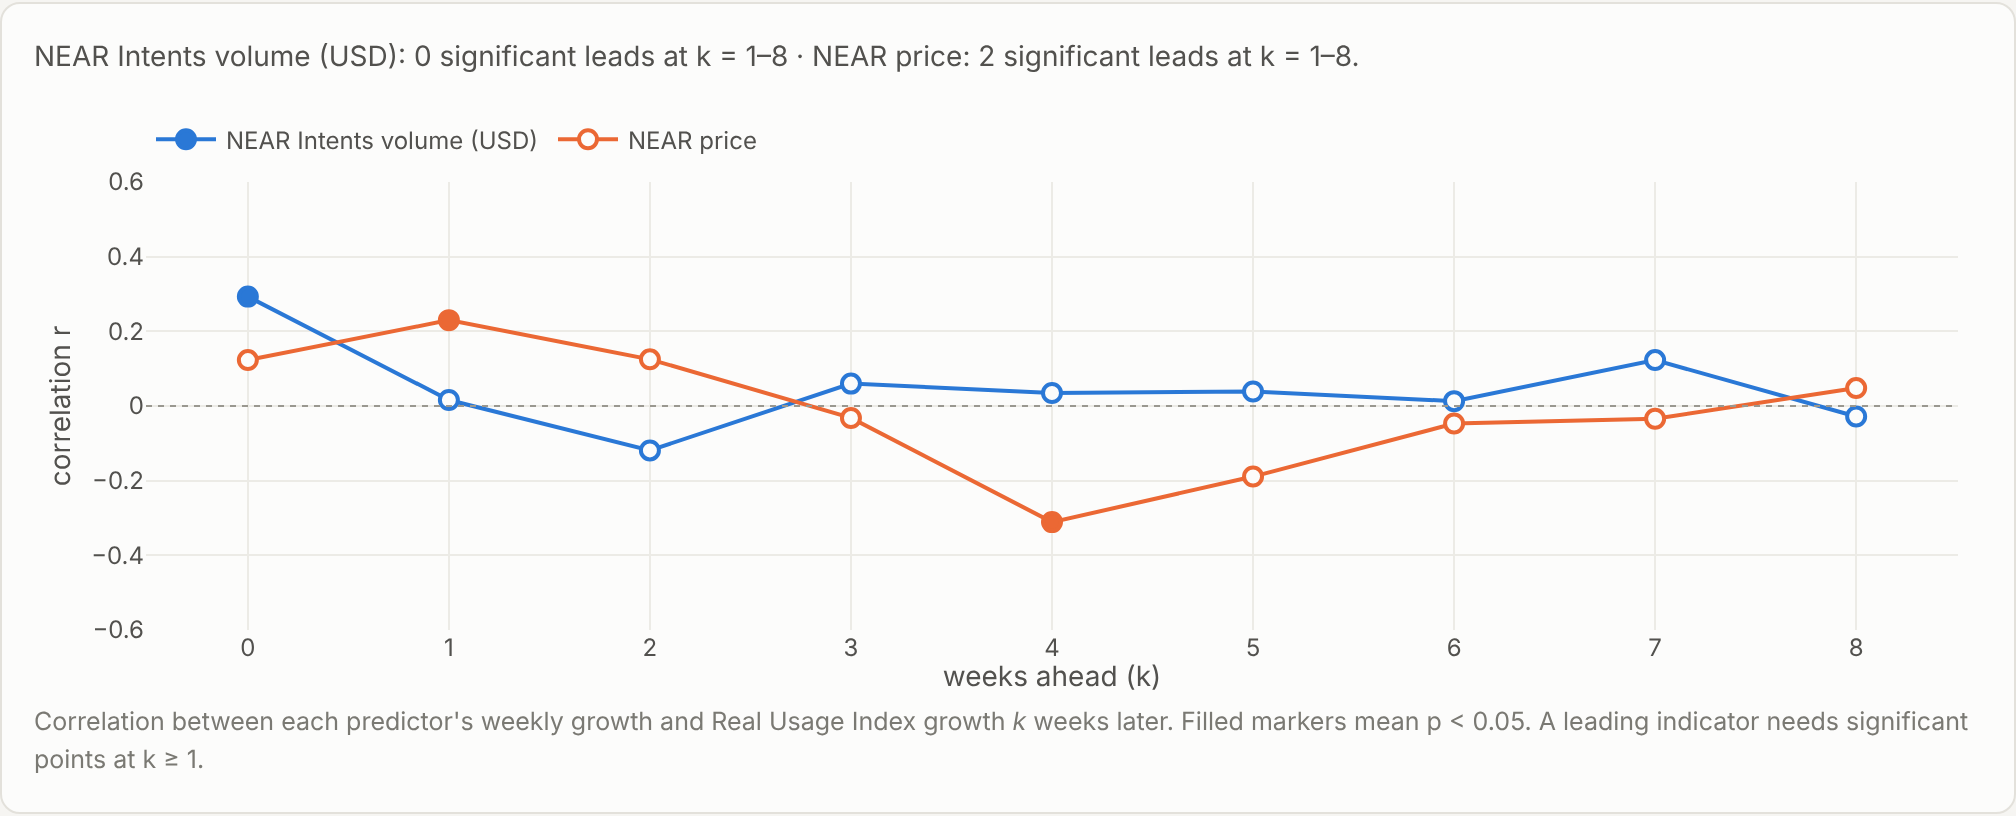 NEAR Intents volume (USD): 0 significant leads at k = 1–8 · NEAR price: 2 significant leads at k = 1–8.
NEAR Intents volume (USD)
NEAR price
0.6
0.4
0.2
0
−0.2
−0.4
−0.6
correlation r
0 1 2 3 4 5 6 7 8
weeks ahead (k)
Correlation between each predictor's weekly growth and Real Usage Index growth k weeks later. Filled markers mean p < 0.05. A leading indicator needs significant
points at k ≥ 1.